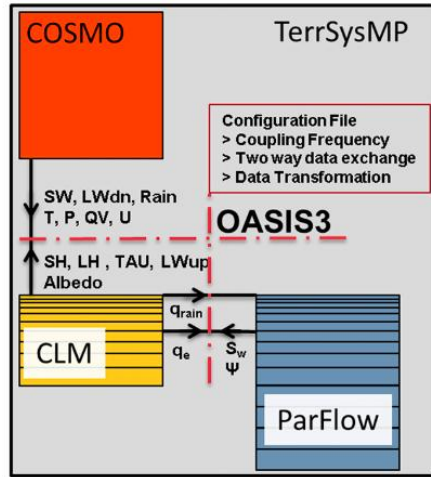 COSMO
TerrSysMP
Configuration File
> Coupling Frequency
> Two way data exchange
> Data Transformation
SW, LWdn, Rain
T, P, QV, U
OASIS3
SH, LH , TAU, LWup
Albedo
qrain
CLM
qe
Sw
Ψ
ParFlow